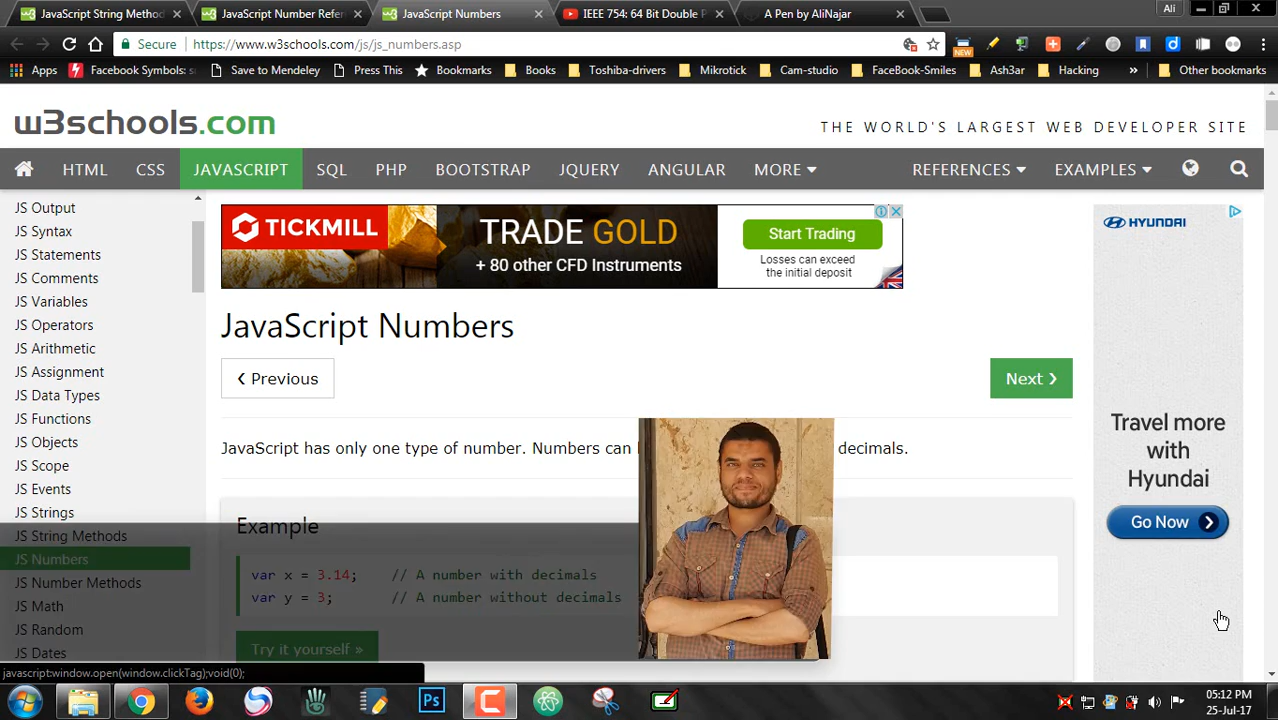 JavaScript String Method
JavaScript Number Refer
JavaScript Numbers
IEEE 754: 64 Bit Double P
A Pen by AliNajar
Ali
Secure
https://www.w3schools.com/js/js_numbers.asp
NEW
Apps
Facebook Symbols: s
Save to Mendeley
Press This
Bookmarks
Books
Toshiba-drivers
Mikrotick
Cam-studio
FaceBook-Smiles
Ash3ar
Hacking
»
Other bookmarks
w3schools.com
THE WORLD'S LARGEST WEB DEVELOPER SITE
HTML
CSS
JAVASCRIPT
SQL
PHP
BOOTSTRAP
JQUERY
ANGULAR
MORE
REFERENCES
EXAMPLES
JS Output
JS Syntax
JS Statements
JS Comments
JS Variables
JS Operators
JS Arithmetic
JS Assignment
JS Data Types
JS Functions
JS Objects
JS Scope
JS Events
JS Strings
JS String Methods
JS Numbers
JS Number Methods
JS Math
JS Random
JS Dates
TICKMILL
TRADE GOLD
+ 80 other CFD Instruments
Start Trading
Losses can exceed
the initial deposit
JavaScript Numbers
❮ Previous
Next ❯
JavaScript has only one type of number. Numbers can
decimals.
Example
var x = 3.14; // A number with decimals
var y = 3; // A number without decimals
Try it yourself »
HYUNDAI
Travel more
with
Hyundai
Go Now
javascript:window.open(window.clickTag);void(0);
Ps
05:12 PM
25-Jul-17